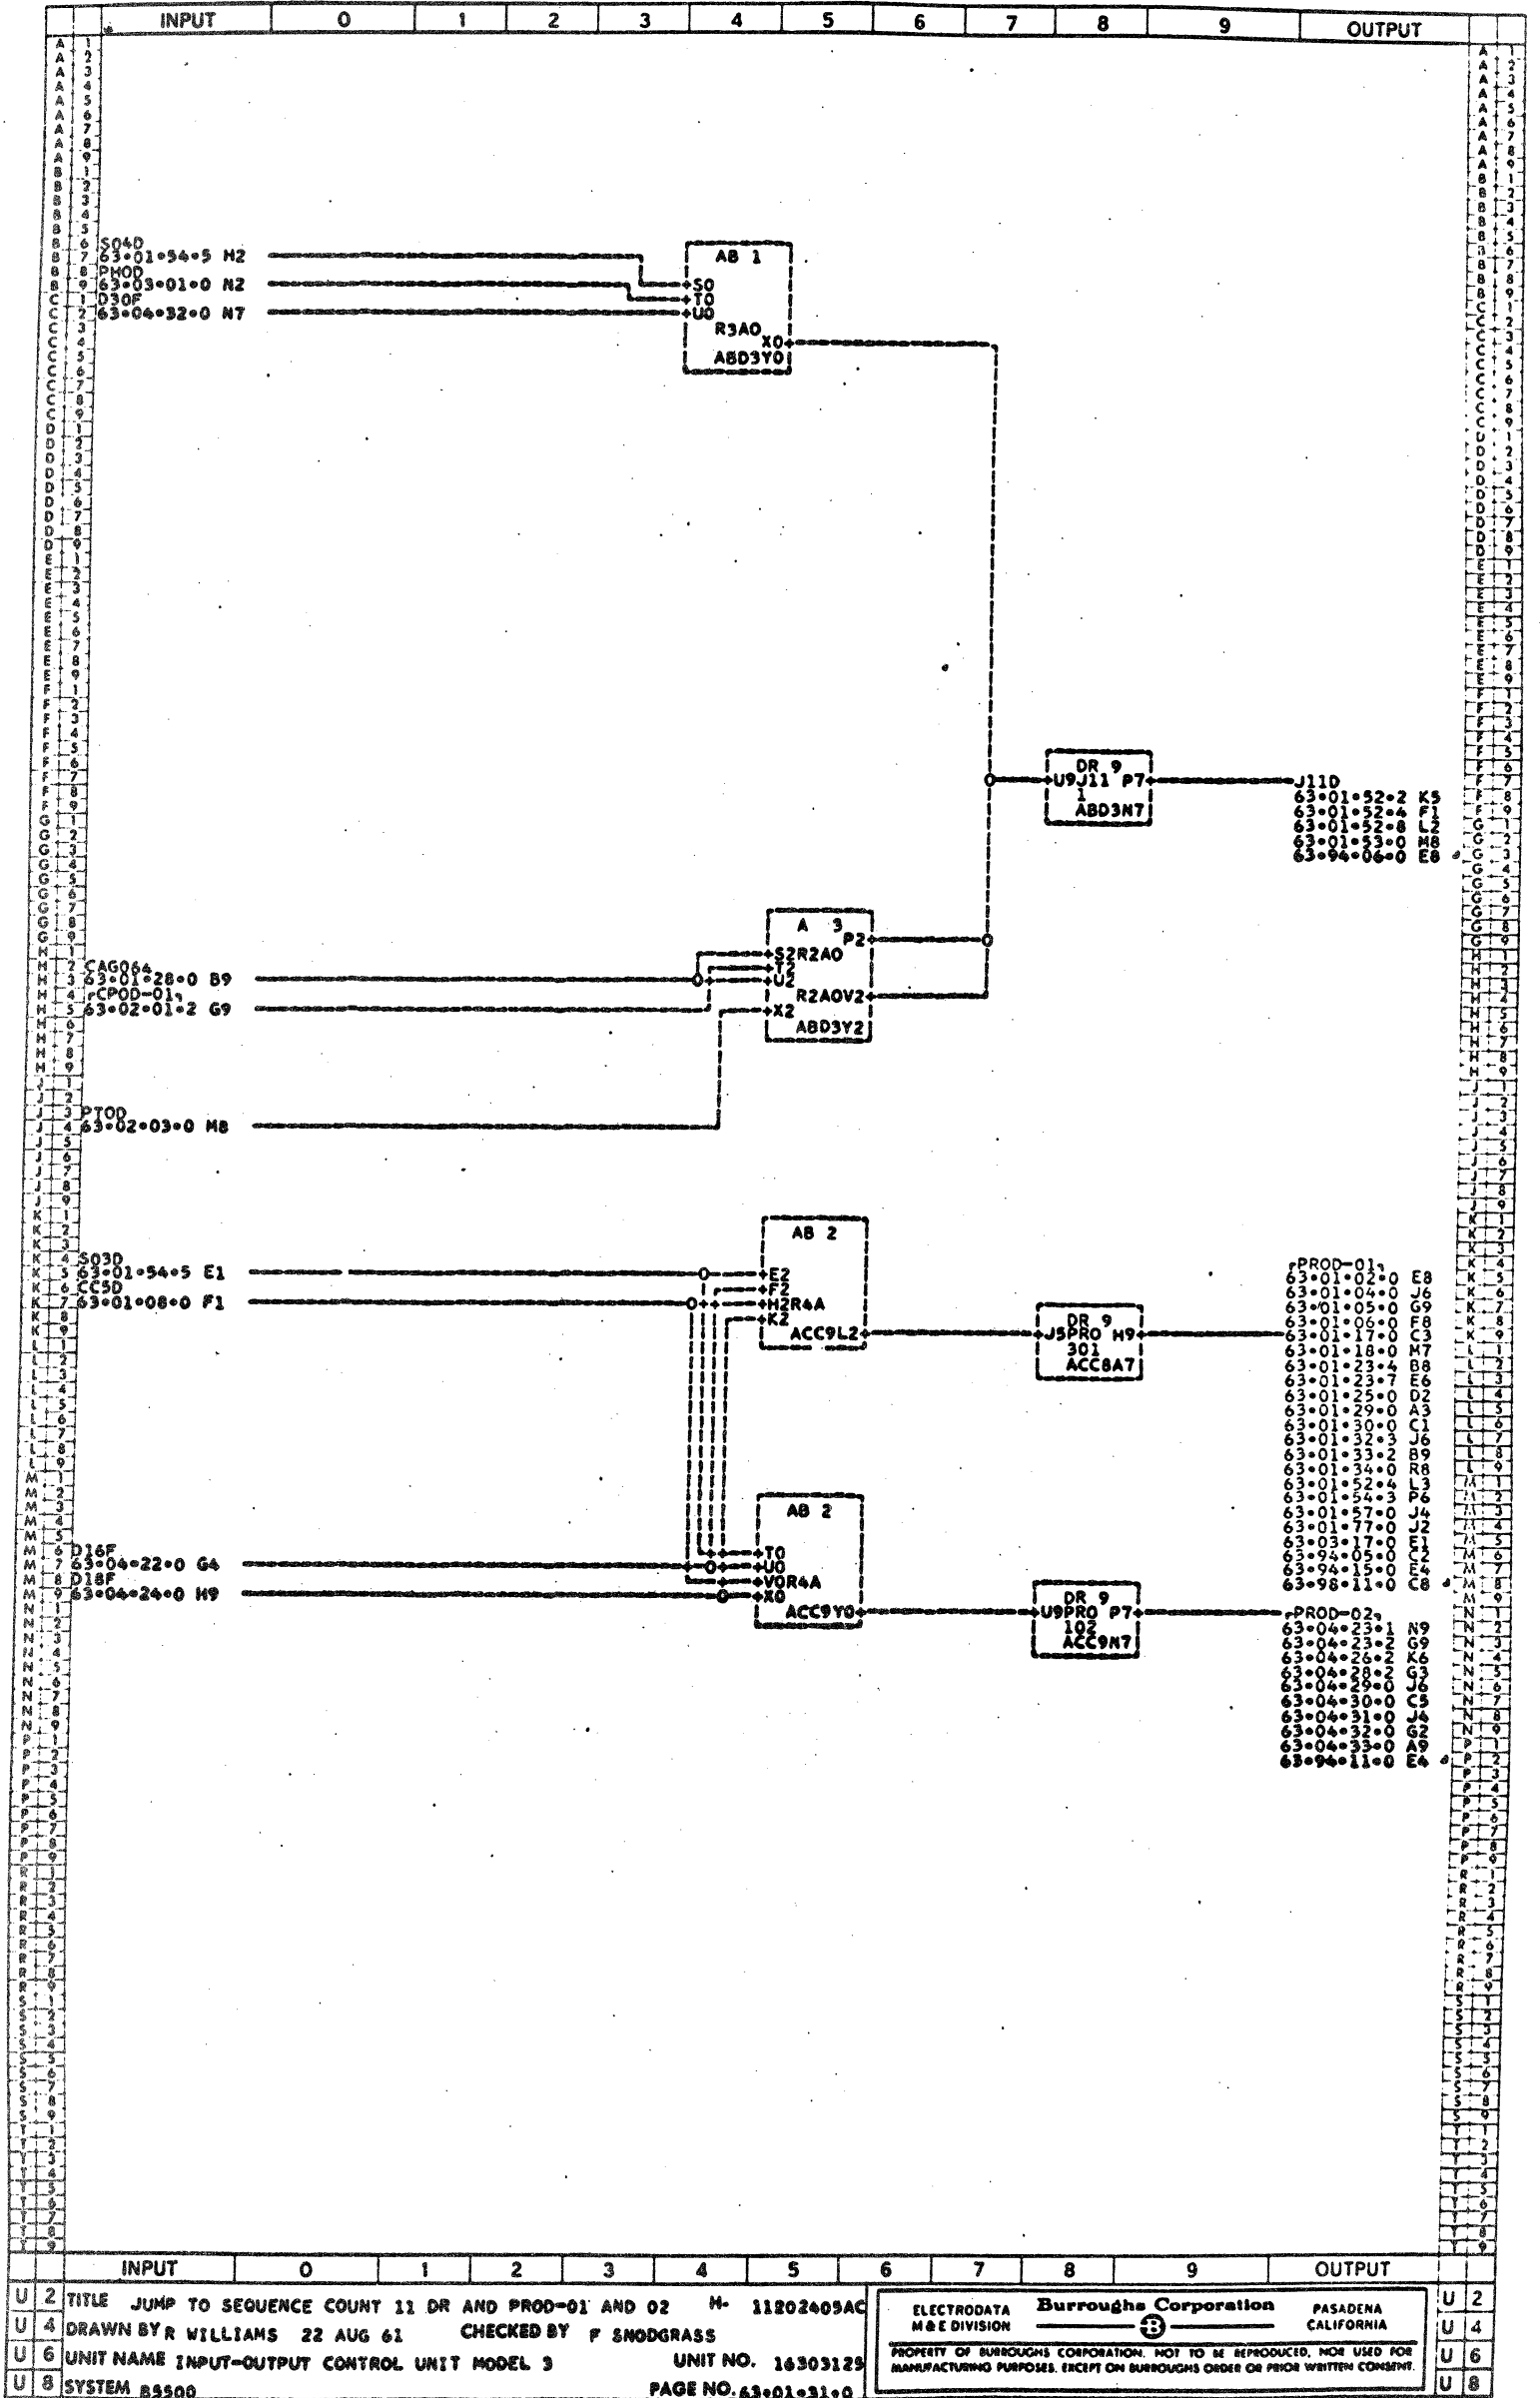 INPUT 0 1 2 3 4 5 6 7 8 9 OUTPUT
S04D
63•01•54•5 H2
PHOD
63•03•01•0 N2
D30F
63•04•32•0 N7
AB 1
S0
T0
U0
R3A0
X0
ABD3Y0
DR 9
U9J11 P7
1
ABD3N7
J11D
63•01•52•2 K5
63•01•52•4 F1
63•01•52•8 L2
63•01•53•0 M8
63•94•06•0 E8
A 3
P2
S2R2A0
T2
U2
R2A0V2
X2
ABD3Y2
CAG064
63•01•28•0 B9
CPOD-01
63•02•01•2 G9
PTOD
63•02•03•0 M8
S03D
63•01•54•5 E1
CC5D
63•01•08•0 F1
AB 2
E2
F2
H2R4A
K2
ACC9L2
DR 9
J5PRO H9
301
ACC8A7
PROD-01
63•01•02•0 E8
63•01•04•0 J6
63•01•05•0 G9
63•01•06•0 F8
63•01•17•0 C3
63•01•18•0 M7
63•01•23•4 B8
63•01•23•7 E6
63•01•25•0 D2
63•01•29•0 A3
63•01•30•0 C1
63•01•32•3 J6
63•01•33•2 B9
63•01•34•0 R8
63•01•52•4 L3
63•01•54•3 P6
63•01•57•0 J4
63•01•77•0 J2
63•03•17•0 E1
63•94•05•0 C2
63•94•15•0 E4
63•98•11•0 C8
D16F
63•04•22•0 G4
D18F
63•04•24•0 H9
AB 2
T0
U0
V0R4A
X0
ACC9Y0
DR 9
U9PRO P7
102
ACC9N7
PROD-02
63•04•23•1 N9
63•04•23•2 G9
63•04•26•2 K6
63•04•28•2 G3
63•04•29•0 J6
63•04•30•0 C5
63•04•31•0 J4
63•04•32•0 G2
63•04•33•0 A9
63•94•11•0 E4
INPUT 0 1 2 3 4 5 6 7 8 9 OUTPUT
U 2 TITLE JUMP TO SEQUENCE COUNT 11 DR AND PROD-01 AND 02 H- 11202405AC
U 4 DRAWN BY R WILLIAMS 22 AUG 61 CHECKED BY F SNODGRASS
U 6 UNIT NAME INPUT-OUTPUT CONTROL UNIT MODEL 3 UNIT NO. 16303125
U 8 SYSTEM B5500 PAGE NO. 63•01•31•0
ELECTRODATA
M & E DIVISION
Burroughs Corporation
B
PASADENA
CALIFORNIA
PROPERTY OF BURROUGHS CORPORATION. NOT TO BE REPRODUCED, NOR USED FOR
MANUFACTURING PURPOSES, EXCEPT ON BURROUGHS ORDER OR PRIOR WRITTEN CONSENT.
U 2
U 4
U 6
U 8